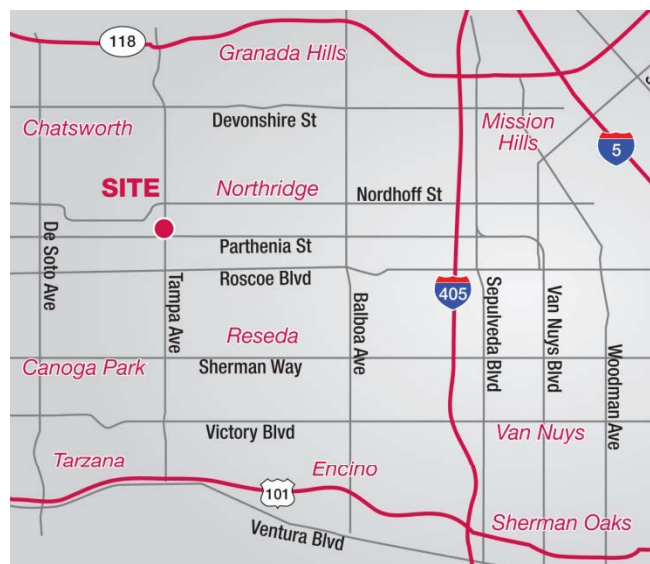 118
Granada Hills
Chatsworth
Devonshire St
Mission
Hills
5
SITE
Northridge
Nordhoff St
De Soto Ave
Parthenia St
Roscoe Blvd
Tampa Ave
Balboa Ave
405
Sepulveda Blvd
Van Nuys Blvd
Woodman Ave
Reseda
Canoga Park
Sherman Way
Victory Blvd
Van Nuys
Tarzana
Encino
101
Sherman Oaks
Ventura Blvd